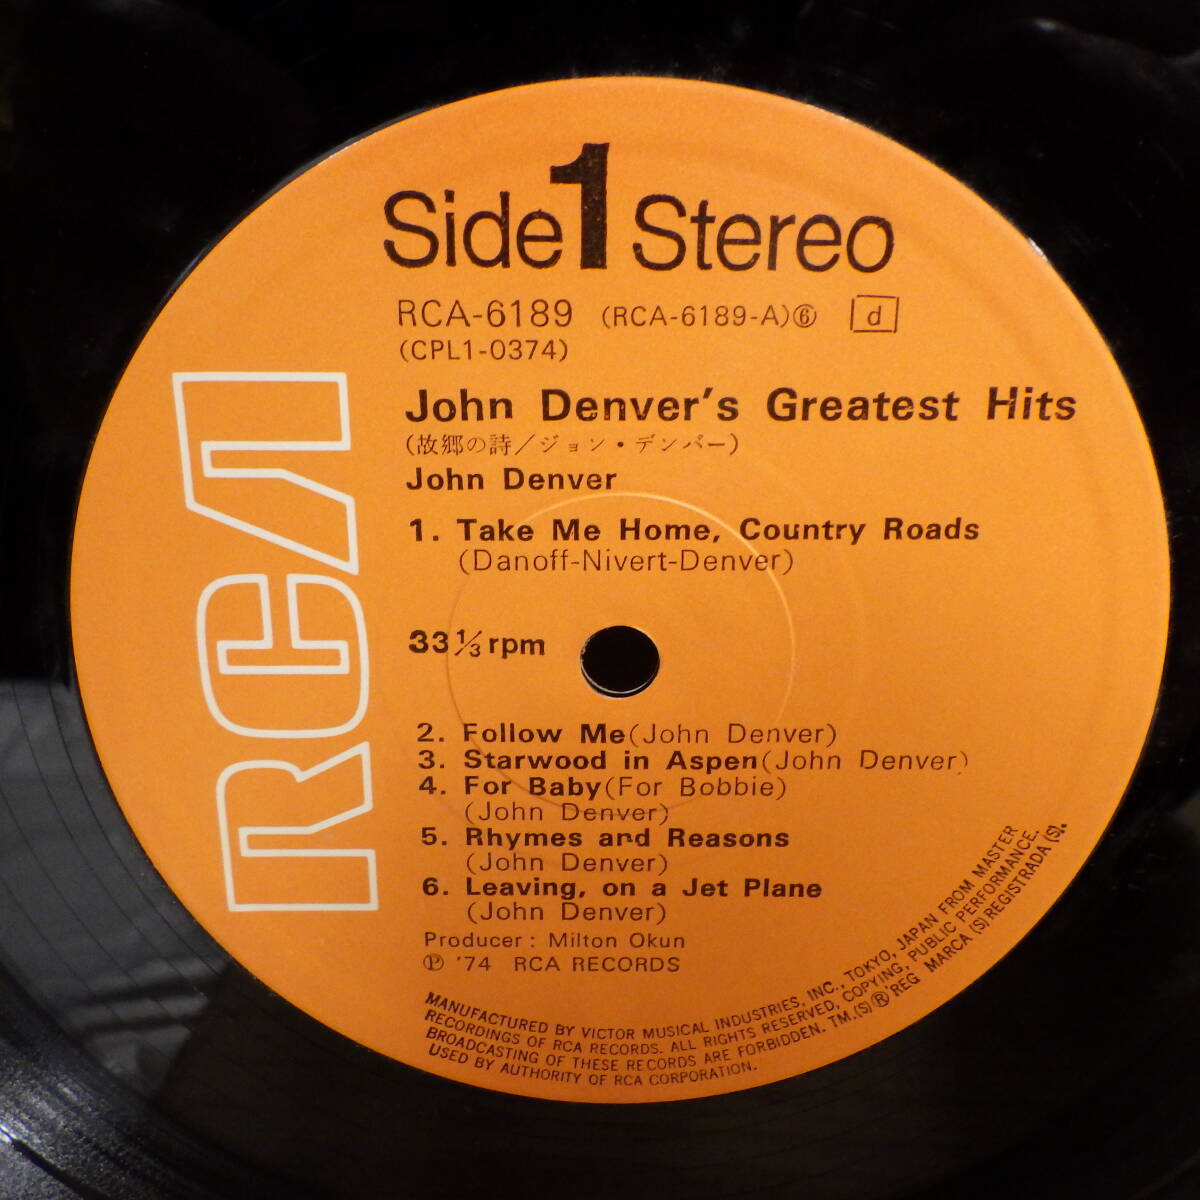 Side 1 Stereo
RCA-6189 (RCA-6189-A)⑥ d
(CPL1-0374)
John Denver's Greatest Hits
(故郷の詩/ジョン・デンバー)
John Denver
1. Take Me Home, Country Roads
(Danoff-Nivert-Denver)
RCA
33 1/3 rpm
2. Follow Me(John Denver)
3. Starwood in Aspen(John Denver)
4. For Baby(For Bobbie)
(John Denver)
5. Rhymes and Reasons
(John Denver)
6. Leaving, on a Jet Plane
(John Denver)
Producer : Milton Okun
Ⓟ '74 RCA RECORDS
MANUFACTURED BY VICTOR MUSICAL INDUSTRIES, INC., TOKYO, JAPAN FROM MASTER
RECORDINGS OF RCA RECORDS. ALL RIGHTS RESERVED, COPYING, PUBLIC PERFORMANCE.
BROADCASTING OF THESE RECORDS ARE FORBIDDEN. TM.(S)® REG MARCA (S) REGISTRADA (S).
USED BY AUTHORITY OF RCA CORPORATION.